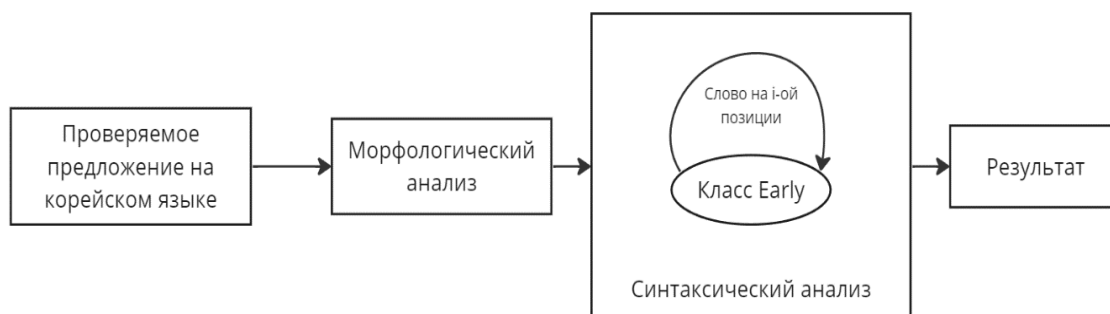 Проверяемое
предложение на
корейском языке
Морфологический
анализ
Слово на i-ой
позиции
Класс Early
Синтаксический анализ
Результат